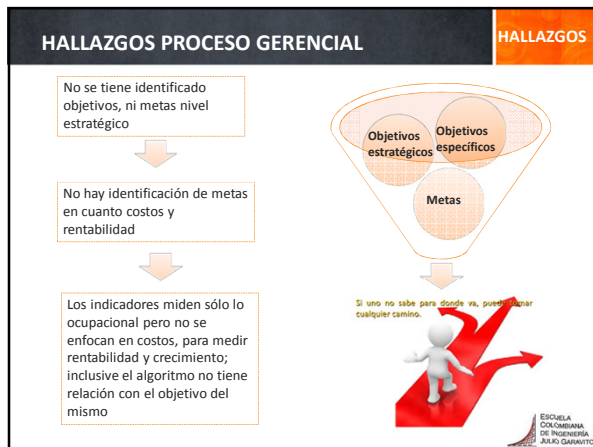 HALLAZGOS PROCESO GERENCIAL
HALLAZGOS
No se tiene identificado
objetivos, ni metas nivel
estratégico
No hay identificación de metas
en cuanto costos y
rentabilidad
Los indicadores miden sólo lo
ocupacional pero no se
enfocan en costos, para medir
rentabilidad y crecimiento;
inclusive el algoritmo no tiene
relación con el objetivo del
mismo
Objetivos
estratégicos
Objetivos
específicos
Metas
Si uno no sabe para donde va, puede tomar
cualquier camino.
ESCUELA
COLOMBIANA
DE INGENIERÍA
JULIO GARAVITO